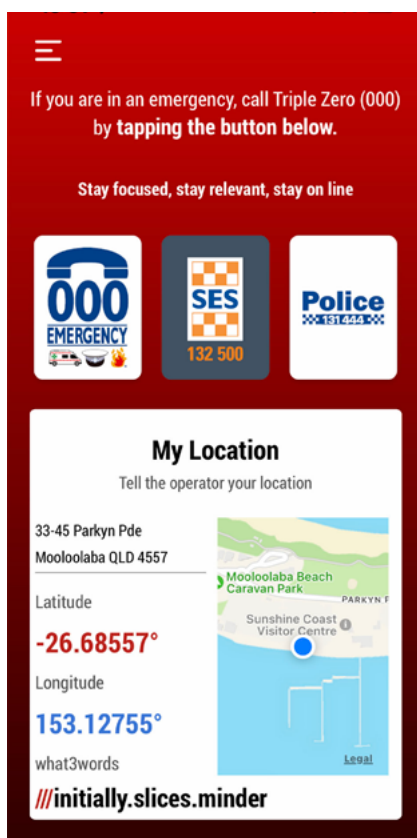 If you are in an emergency, call Triple Zero (000)
by tapping the button below.
Stay focused, stay relevant, stay on line
000
EMERGENCY
SES
132 500
Police
131 444
My Location
Tell the operator your location
33-45 Parkyn Pde
Mooloolaba QLD 4557
Latitude
-26.68557°
Longitude
153.12755°
what3words
///initially.slices.minder
Mooloolaba Beach
Caravan Park
PARKYN P
Sunshine Coast
Visitor Centre
Legal